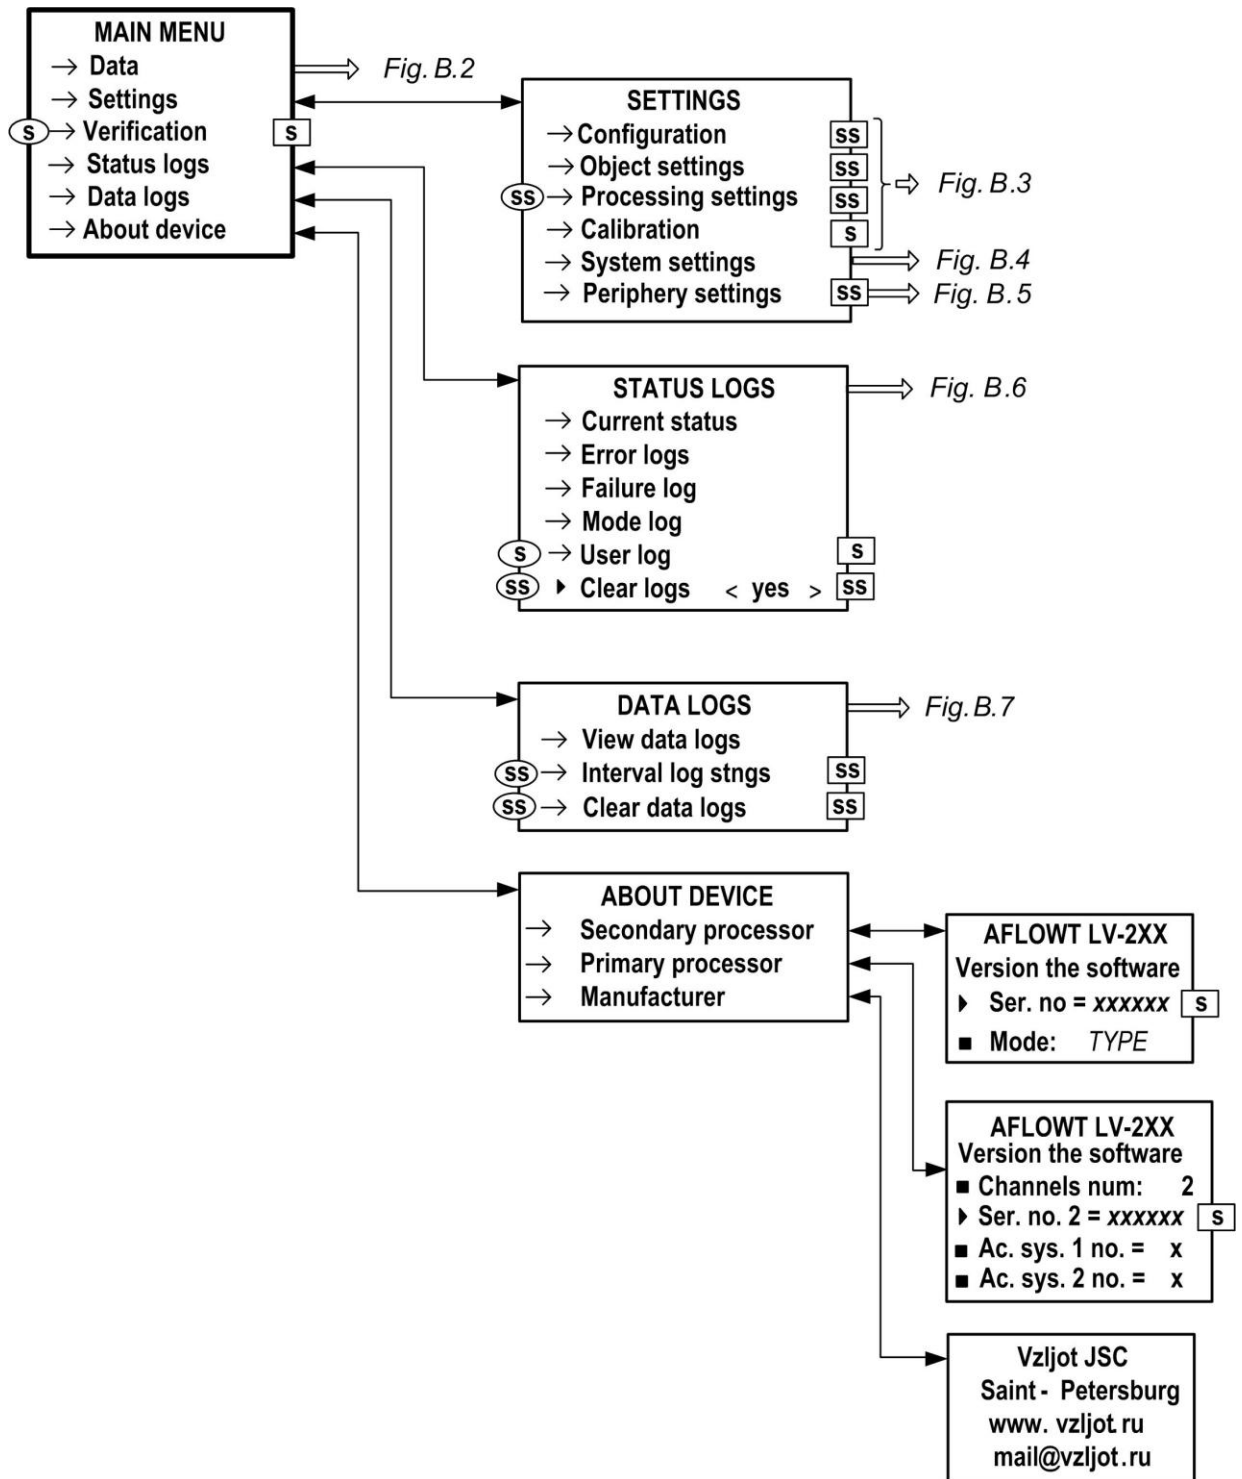 MAIN MENU
→ Data
Fig. B.2
→ Settings
S → Verification S
→ Status logs
→ Data logs
→ About device
SETTINGS
→ Configuration SS
→ Object settings SS
SS → Processing settings SS
Fig. B.3
→ Calibration S
→ System settings
Fig. B.4
→ Periphery settings SS
Fig. B.5
STATUS LOGS
Fig. B.6
→ Current status
→ Error logs
→ Failure log
→ Mode log
S → User log S
SS ▶ Clear logs < yes > SS
DATA LOGS
Fig. B.7
→ View data logs
SS → Interval log stngs SS
SS → Clear data logs SS
ABOUT DEVICE
→ Secondary processor
→ Primary processor
→ Manufacturer
AFLOWT LV-2XX
Version the software
▶ Ser. no = xxxxxx S
■ Mode: TYPE
AFLOWT LV-2XX
Version the software
■ Channels num: 2
▶ Ser. no. 2 = xxxxxx S
■ Ac. sys. 1 no. = x
■ Ac. sys. 2 no. = x
Vzljot JSC
Saint - Petersburg
www. vzljot.ru
mail@vzljot.ru